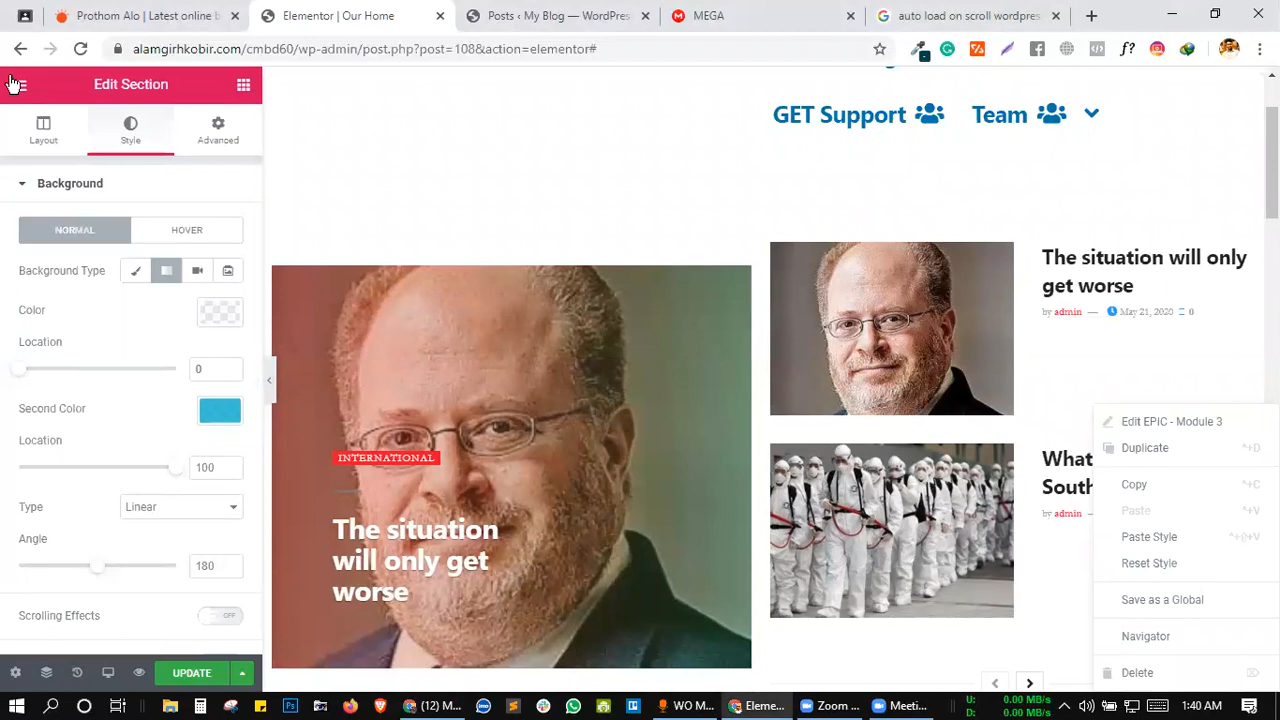 Prothom Alo | Latest online b
Elementor | Our Home
Posts ‹ My Blog — WordPres
MEGA
auto load on scroll wordpres
alamgirhkobir.com/cmbd60/wp-admin/post.php?post=108&action=elementor#
Edit Section
Layout
Style
Advanced
Background
NORMAL
HOVER
Background Type
Color
Location
0
Second Color
Location
100
Type
Linear
Angle
180
Scrolling Effects
OFF
UPDATE
GET Support
Team
INTERNATIONAL
The situation
will only get
worse
The situation will only
get worse
by admin — May 21, 2020 0
What
South
by admin —
Edit EPIC - Module 3
Duplicate ^+D
Copy ^+C
Paste ^+V
Paste Style ^+⇧+V
Reset Style
Save as a Global
Navigator
Delete
(12) M...
WO M...
Eleme...
Zoom ...
Meeti...
U: 0.00 MB/s
D: 0.00 MB/s
1:40 AM